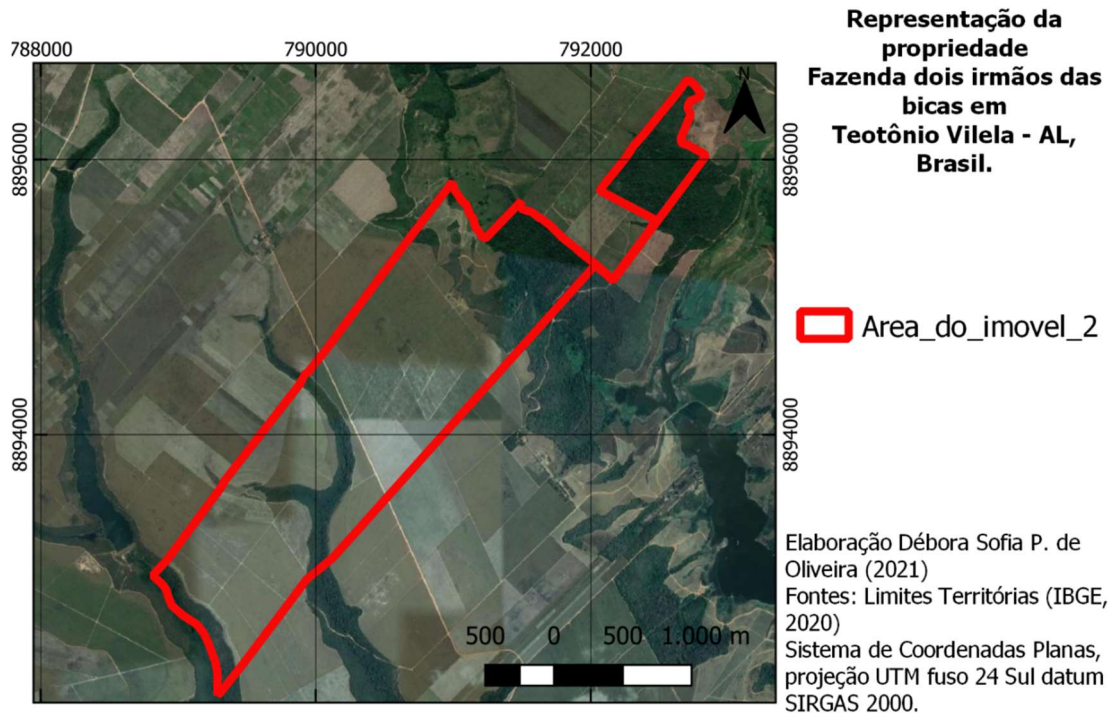 Representação da
propriedade
Fazenda dois irmãos das
bicas em
Teotônio Vilela - AL,
Brasil.
788000 790000 792000
N
8896000 8896000
8894000 8894000
Area_do_imovel_2
500 0 500 1.000 m
Elaboração Débora Sofia P. de
Oliveira (2021)
Fontes: Limites Territórias (IBGE,
2020)
Sistema de Coordenadas Planas,
projeção UTM fuso 24 Sul datum
SIRGAS 2000.